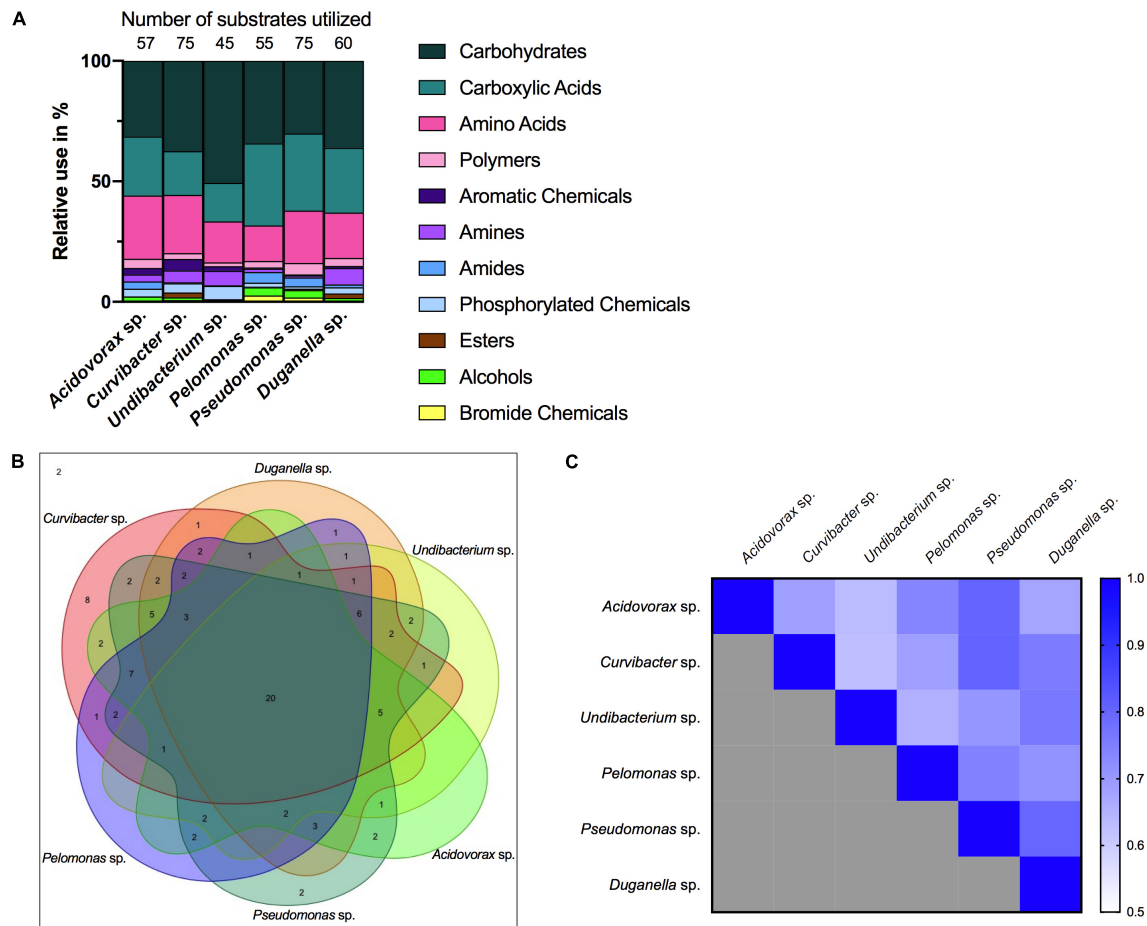 A
Number of substrates utilized
57 75 45 55 75 60
100
50
0
Relative use in %
Acidovorax sp.
Curvibacter sp.
Undibacterium sp.
Pelomonas sp.
Pseudomonas sp.
Duganella sp.
Carbohydrates
Carboxylic Acids
Amino Acids
Polymers
Aromatic Chemicals
Amines
Amides
Phosphorylated Chemicals
Esters
Alcohols
Bromide Chemicals
B
2
Duganella sp.
Curvibacter sp.
Undibacterium sp.
1
1
2
1
1
2
2
2
1
1
8
5
3
6
2
2
2
1
7
20
1
2
5
1
2
2
3
1
2
2
Pelomonas sp.
Acidovorax sp.
2
Pseudomonas sp.
C
Acidovorax sp.
Curvibacter sp.
Undibacterium sp.
Pelomonas sp.
Pseudomonas sp.
Duganella sp.
Acidovorax sp.
Curvibacter sp.
Undibacterium sp.
Pelomonas sp.
Pseudomonas sp.
Duganella sp.
1.0
0.9
0.8
0.7
0.6
0.5